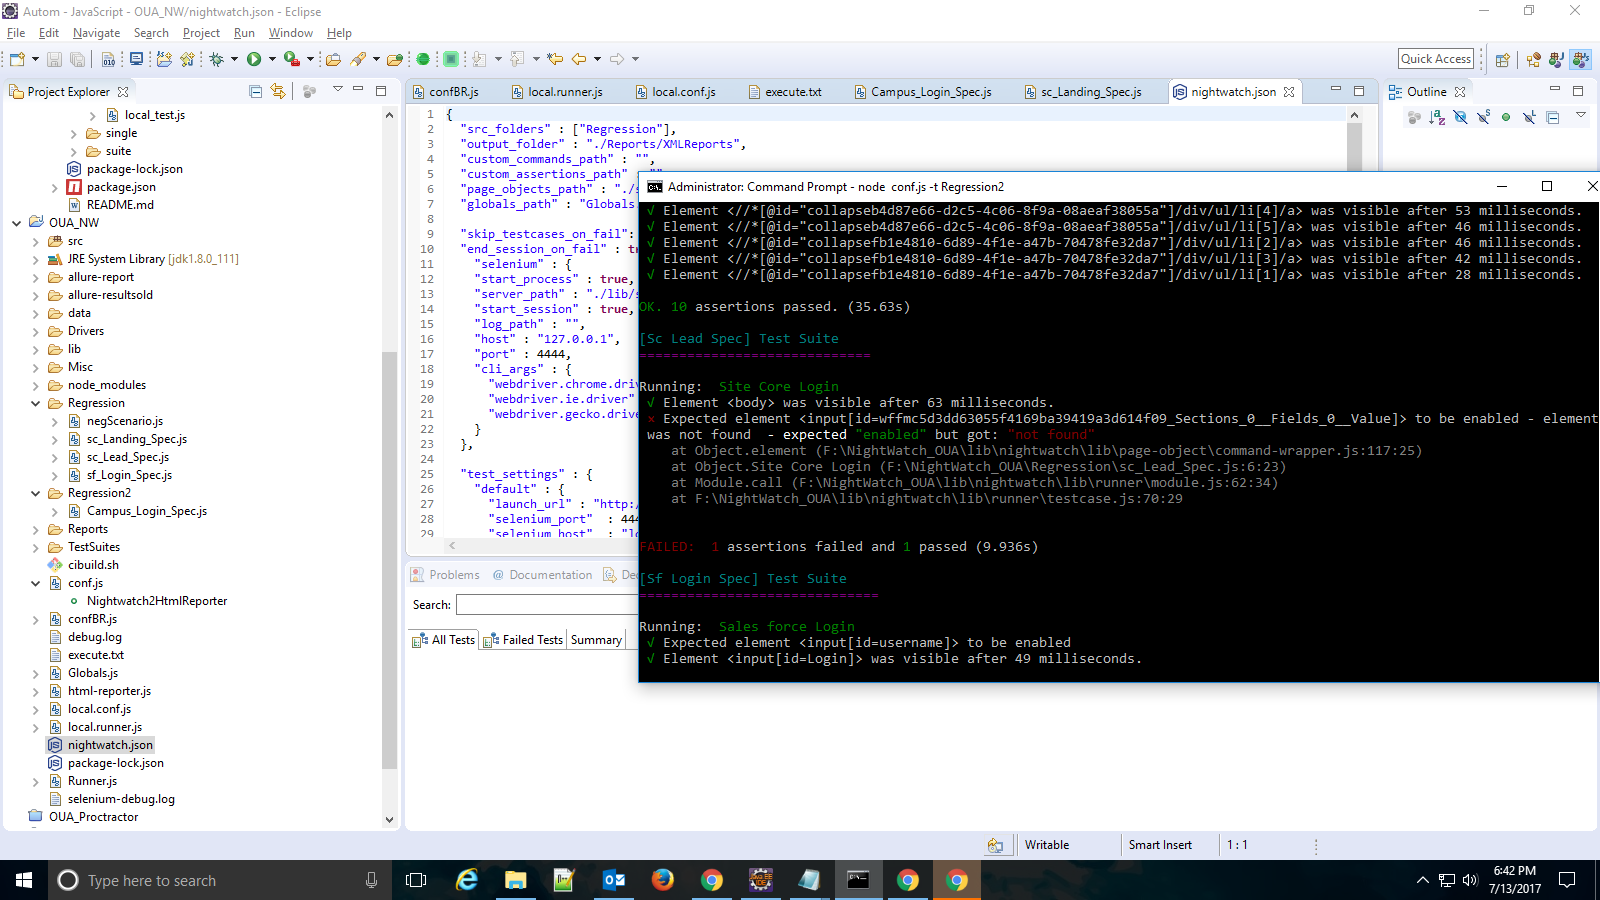 Autom - JavaScript - OUA_NW/nightwatch.json - Eclipse
File Edit Navigate Search Project Run Window Help
Quick Access
Project Explorer
local_test.js
single
suite
package-lock.json
package.json
README.md
OUA_NW
src
JRE System Library [jdk1.8.0_111]
allure-report
allure-resultsold
data
Drivers
lib
Misc
node_modules
Regression
negScenario.js
sc_Landing_Spec.js
sc_Lead_Spec.js
sf_Login_Spec.js
Regression2
Campus_Login_Spec.js
Reports
TestSuites
cibuild.sh
conf.js
Nightwatch2HtmlReporter
confBR.js
debug.log
execute.txt
Globals.js
html-reporter.js
local.conf.js
local.runner.js
nightwatch.json
package-lock.json
Runner.js
selenium-debug.log
OUA_Proctractor
confBR.js local.runner.js local.conf.js execute.txt Campus_Login_Spec.js sc_Landing_Spec.js nightwatch.json
Outline
1 {
2 "src_folders" : ["Regression"],
3 "output_folder" : "./Reports/XMLReports",
4 "custom_commands_path" : "",
5 "custom_assertions_path" : ""
6 "page_objects_path" : "./s
7 "globals_path" : "Globals.
8
9 "skip_testcases_on_fail":
10 "end_session_on_fail" : tr
11 "selenium" : {
12 "start_process" : true,
13 "server_path" : "./lib/s
14 "start_session" : true,
15 "log_path" : "",
16 "host" : "127.0.0.1",
17 "port" : 4444,
18 "cli_args" : {
19 "webdriver.chrome.driv
20 "webdriver.ie.driver"
21 "webdriver.gecko.drive
22 }
23 },
24
25 "test_settings" : {
26 "default" : {
27 "launch_url" : "http:/
28 "selenium_port" : 444
29 "selenium_host" : "lo
Problems @ Documentation Dec
Search:
All Tests Failed Tests Summary
Administrator: Command Prompt - node conf.js -t Regression2
√ Element <//*[@id="collapseb4d87e66-d2c5-4c06-8f9a-08aeaf38055a"]/div/ul/li[4]/a> was visible after 53 milliseconds.
√ Element <//*[@id="collapseb4d87e66-d2c5-4c06-8f9a-08aeaf38055a"]/div/ul/li[5]/a> was visible after 46 milliseconds.
√ Element <//*[@id="collapsefb1e4810-6d89-4f1e-a47b-70478fe32da7"]/div/ul/li[2]/a> was visible after 46 milliseconds.
√ Element <//*[@id="collapsefb1e4810-6d89-4f1e-a47b-70478fe32da7"]/div/ul/li[3]/a> was visible after 42 milliseconds.
√ Element <//*[@id="collapsefb1e4810-6d89-4f1e-a47b-70478fe32da7"]/div/ul/li[1]/a> was visible after 28 milliseconds.
OK. 10 assertions passed. (35.63s)
[Sc Lead Spec] Test Suite
=============================
Running: Site Core Login
√ Element <body> was visible after 63 milliseconds.
× Expected element <input[id=wffmc5d3dd63055f4169ba39419a3d614f09_Sections_0__Fields_0__Value]> to be enabled - element
was not found - expected "enabled" but got: "not found"
at Object.element (F:\NightWatch_OUA\lib\nightwatch\lib\page-object\command-wrapper.js:117:25)
at Object.Site Core Login (F:\NightWatch_OUA\Regression\sc_Lead_Spec.js:6:23)
at Module.call (F:\NightWatch_OUA\lib\nightwatch\lib\runner\module.js:62:34)
at F:\NightWatch_OUA\lib\nightwatch\lib\runner\testcase.js:70:29
FAILED: 1 assertions failed and 1 passed (9.936s)
[Sf Login Spec] Test Suite
==============================
Running: Sales force Login
√ Expected element <input[id=username]> to be enabled
√ Element <input[id=Login]> was visible after 49 milliseconds.
Writable Smart Insert 1 : 1
Type here to search
6:42 PM
7/13/2017